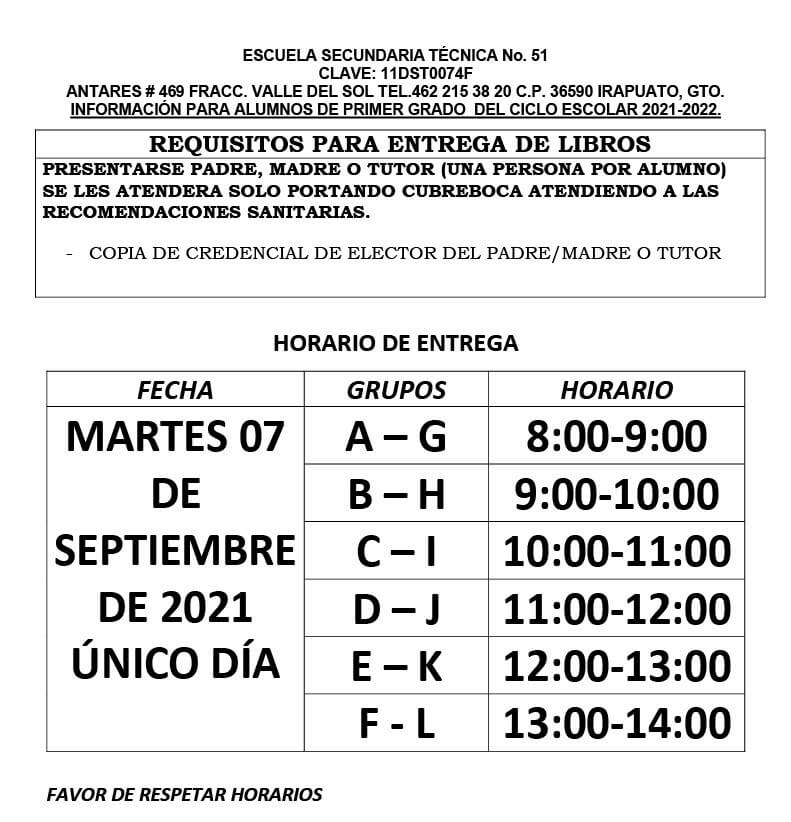 ESCUELA SECUNDARIA TÉCNICA No. 51
CLAVE: 11DST0074F
ANTARES # 469 FRACC. VALLE DEL SOL TEL.462 215 38 20 C.P. 36590 IRAPUATO, GTO.
INFORMACIÓN PARA ALUMNOS DE PRIMER GRADO DEL CICLO ESCOLAR 2021-2022.
REQUISITOS PARA ENTREGA DE LIBROS
PRESENTARSE PADRE, MADRE O TUTOR (UNA PERSONA POR ALUMNO)
SE LES ATENDERA SOLO PORTANDO CUBREBOCA ATENDIENDO A LAS
RECOMENDACIONES SANITARIAS.
- COPIA DE CREDENCIAL DE ELECTOR DEL PADRE/MADRE O TUTOR
HORARIO DE ENTREGA
FECHA GRUPOS HORARIO
MARTES 07 A – G 8:00-9:00
DE B – H 9:00-10:00
SEPTIEMBRE C – I 10:00-11:00
DE 2021 D – J 11:00-12:00
ÚNICO DÍA E – K 12:00-13:00
F - L 13:00-14:00
FAVOR DE RESPETAR HORARIOS